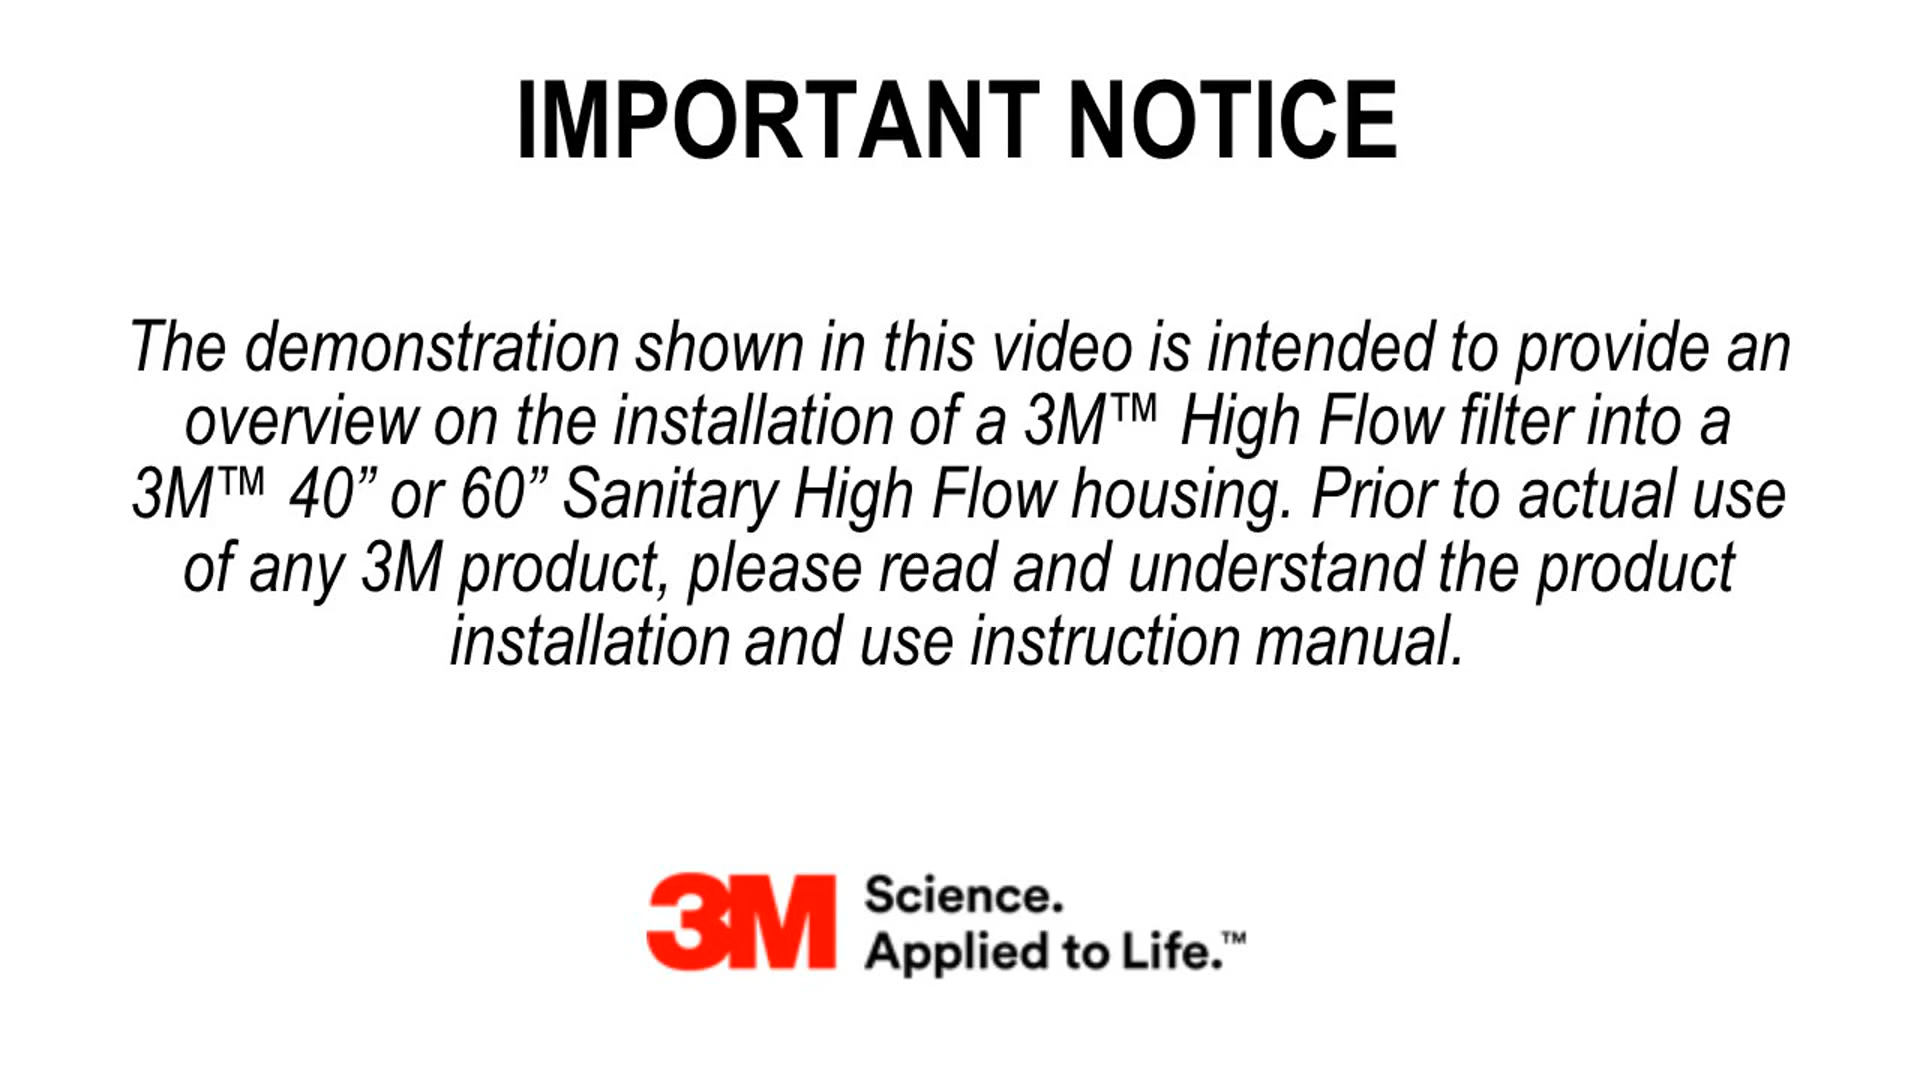 IMPORTANT NOTICE
The demonstration shown in this video is intended to provide an
overview on the installation of a 3M™ High Flow filter into a
3M™ 40” or 60” Sanitary High Flow housing. Prior to actual use
of any 3M product, please read and understand the product
installation and use instruction manual.
3M Science.
Applied to Life.™